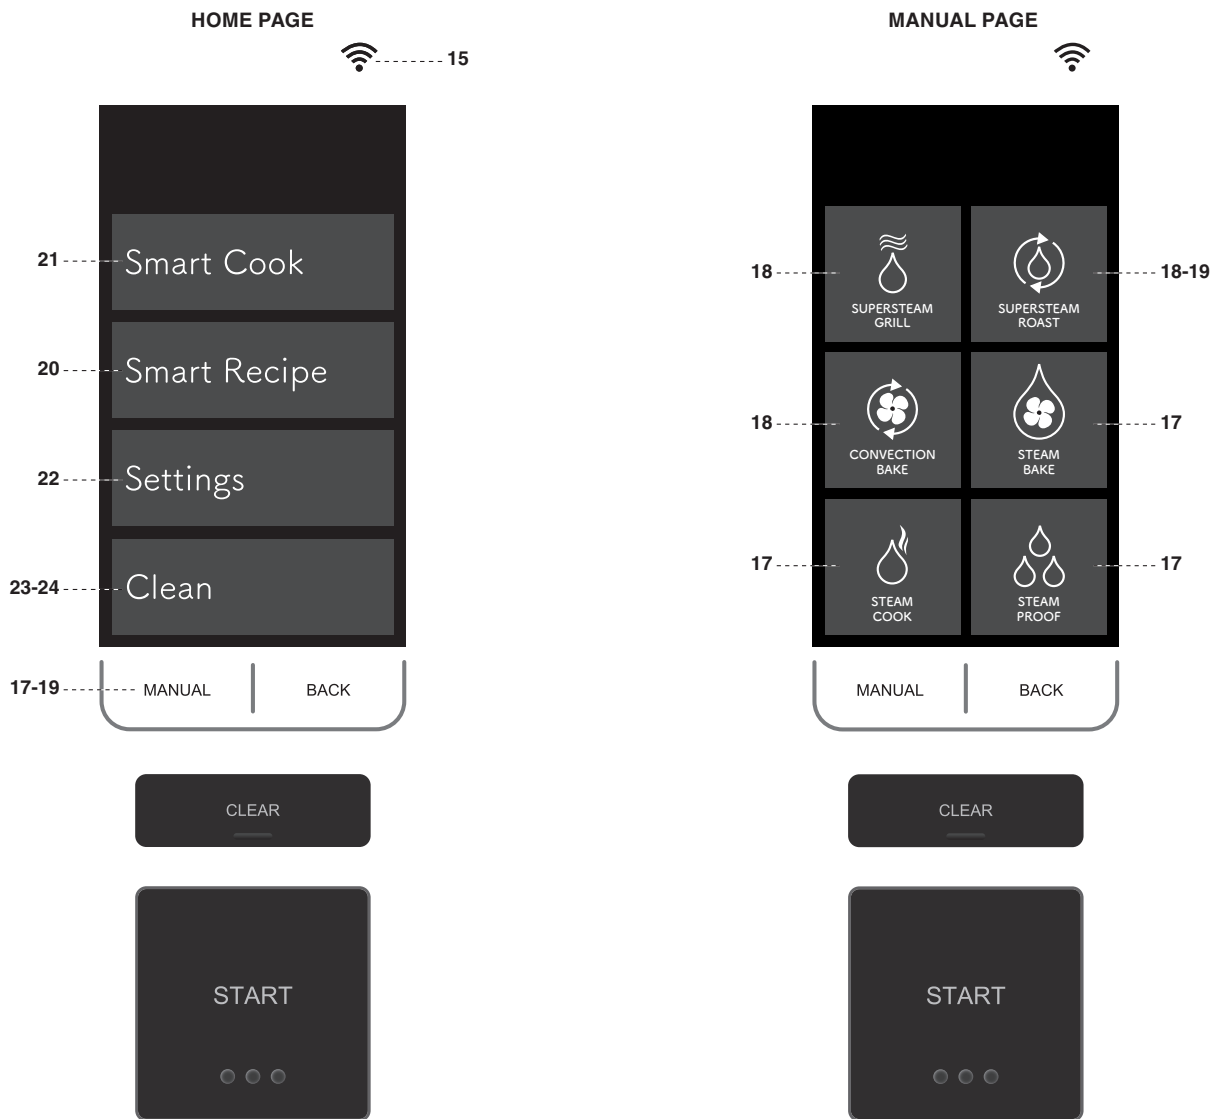 HOME PAGE
15
21
Smart Cook
20
Smart Recipe
22
Settings
23-24
Clean
17-19
MANUAL
BACK
CLEAR
START
MANUAL PAGE
18
SUPERSTEAM
GRILL
SUPERSTEAM
ROAST
18-19
18
CONVECTION
BAKE
STEAM
BAKE
17
17
STEAM
COOK
STEAM
PROOF
17
MANUAL
BACK
CLEAR
START